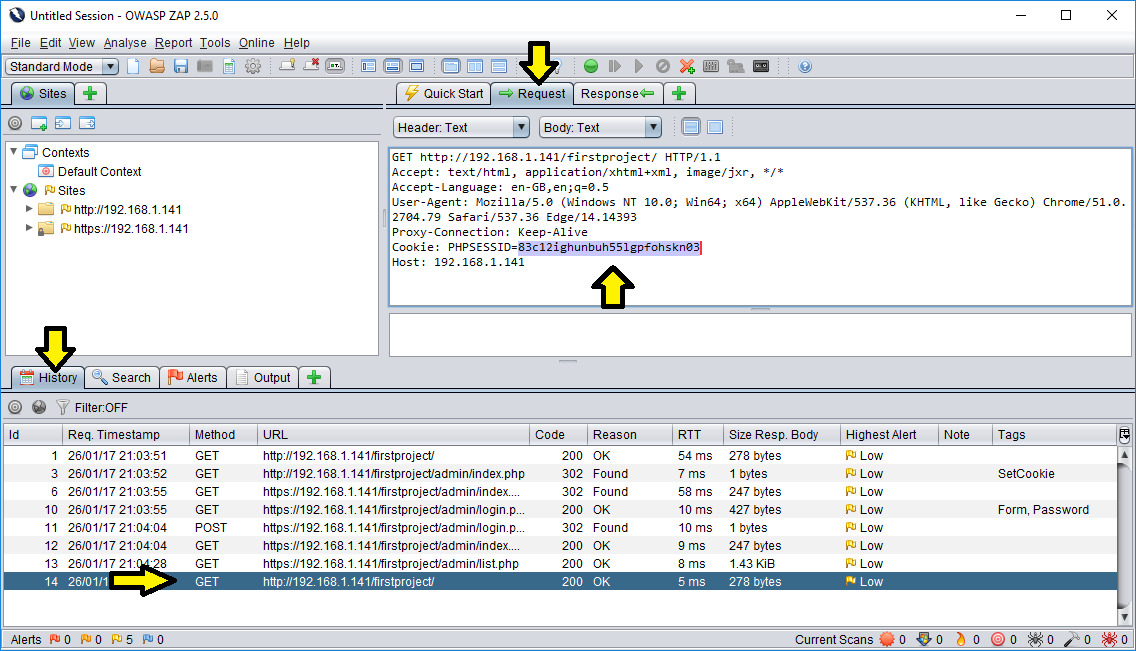 Untitled Session - OWASP ZAP 2.5.0
File Edit View Analyse Report Tools Online Help
Standard Mode
Sites
Quick Start Request Response
Header: Text Body: Text
Contexts
Default Context
Sites
http://192.168.1.141
https://192.168.1.141
GET http://192.168.1.141/firstproject/ HTTP/1.1
Accept: text/html, application/xhtml+xml, image/jxr, */*
Accept-Language: en-GB,en;q=0.5
User-Agent: Mozilla/5.0 (Windows NT 10.0; Win64; x64) AppleWebKit/537.36 (KHTML, like Gecko) Chrome/51.0.
2704.79 Safari/537.36 Edge/14.14393
Proxy-Connection: Keep-Alive
Cookie: PHPSESSID=83c12ighunbuh55lgpfohskn03
Host: 192.168.1.141
History Search Alerts Output
Filter:OFF
Id Req. Timestamp Method URL Code Reason RTT Size Resp. Body Highest Alert Note Tags
1 26/01/17 21:03:51 GET http://192.168.1.141/firstproject/ 200 OK 54 ms 278 bytes Low
3 26/01/17 21:03:52 GET http://192.168.1.141/firstproject/admin/index.php 302 Found 7 ms 1 bytes Low SetCookie
6 26/01/17 21:03:55 GET https://192.168.1.141/firstproject/admin/index.... 302 Found 58 ms 247 bytes Low
10 26/01/17 21:03:55 GET https://192.168.1.141/firstproject/admin/login.p... 200 OK 10 ms 427 bytes Low Form, Password
11 26/01/17 21:04:04 POST https://192.168.1.141/firstproject/admin/login.p... 302 Found 10 ms 1 bytes Low
12 26/01/17 21:04:04 GET https://192.168.1.141/firstproject/admin/index.... 200 OK 9 ms 247 bytes Low
13 26/01/17 21:04:28 GET https://192.168.1.141/firstproject/admin/list.php 200 OK 8 ms 1.43 KiB Low
14 26/01/1 GET http://192.168.1.141/firstproject/ 200 OK 5 ms 278 bytes Low
Alerts 0 0 5 0 Current Scans 0 0 0 0 0 0 0